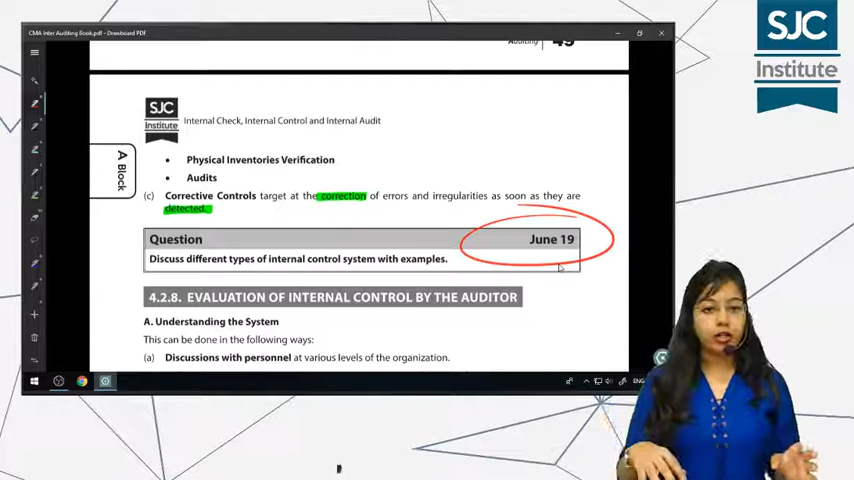 CMA Inter Auditing Book.pdf - Drawboard PDF
SJC
Institute
Auditing | 49
SJC
Institute
Internal Check, Internal Control and Internal Audit
A Block
• Physical Inventories Verification
• Audits
(c) Corrective Controls target at the correction of errors and irregularities as soon as they are
detected.
Question June 19
Discuss different types of internal control system with examples.
4.2.8. EVALUATION OF INTERNAL CONTROL BY THE AUDITOR
A. Understanding the System
This can be done in the following ways:
(a) Discussions with personnel at various levels of the organization.
ENG